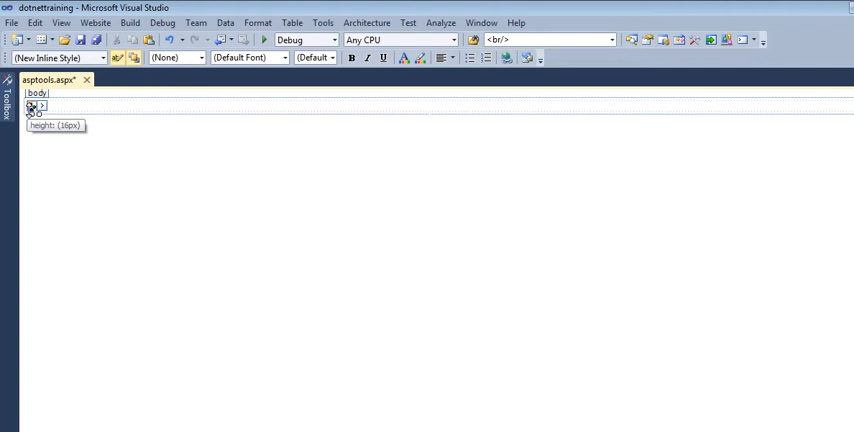 dotnettraining - Microsoft Visual Studio
File Edit View Website Build Debug Team Data Format Table Tools Architecture Test Analyze Window Help
Debug Any CPU <br/>
(New Inline Style) ab (None) (Default Font) (Default B I U A
asptools.aspx* ×
Toolbox
body
height: (16px)